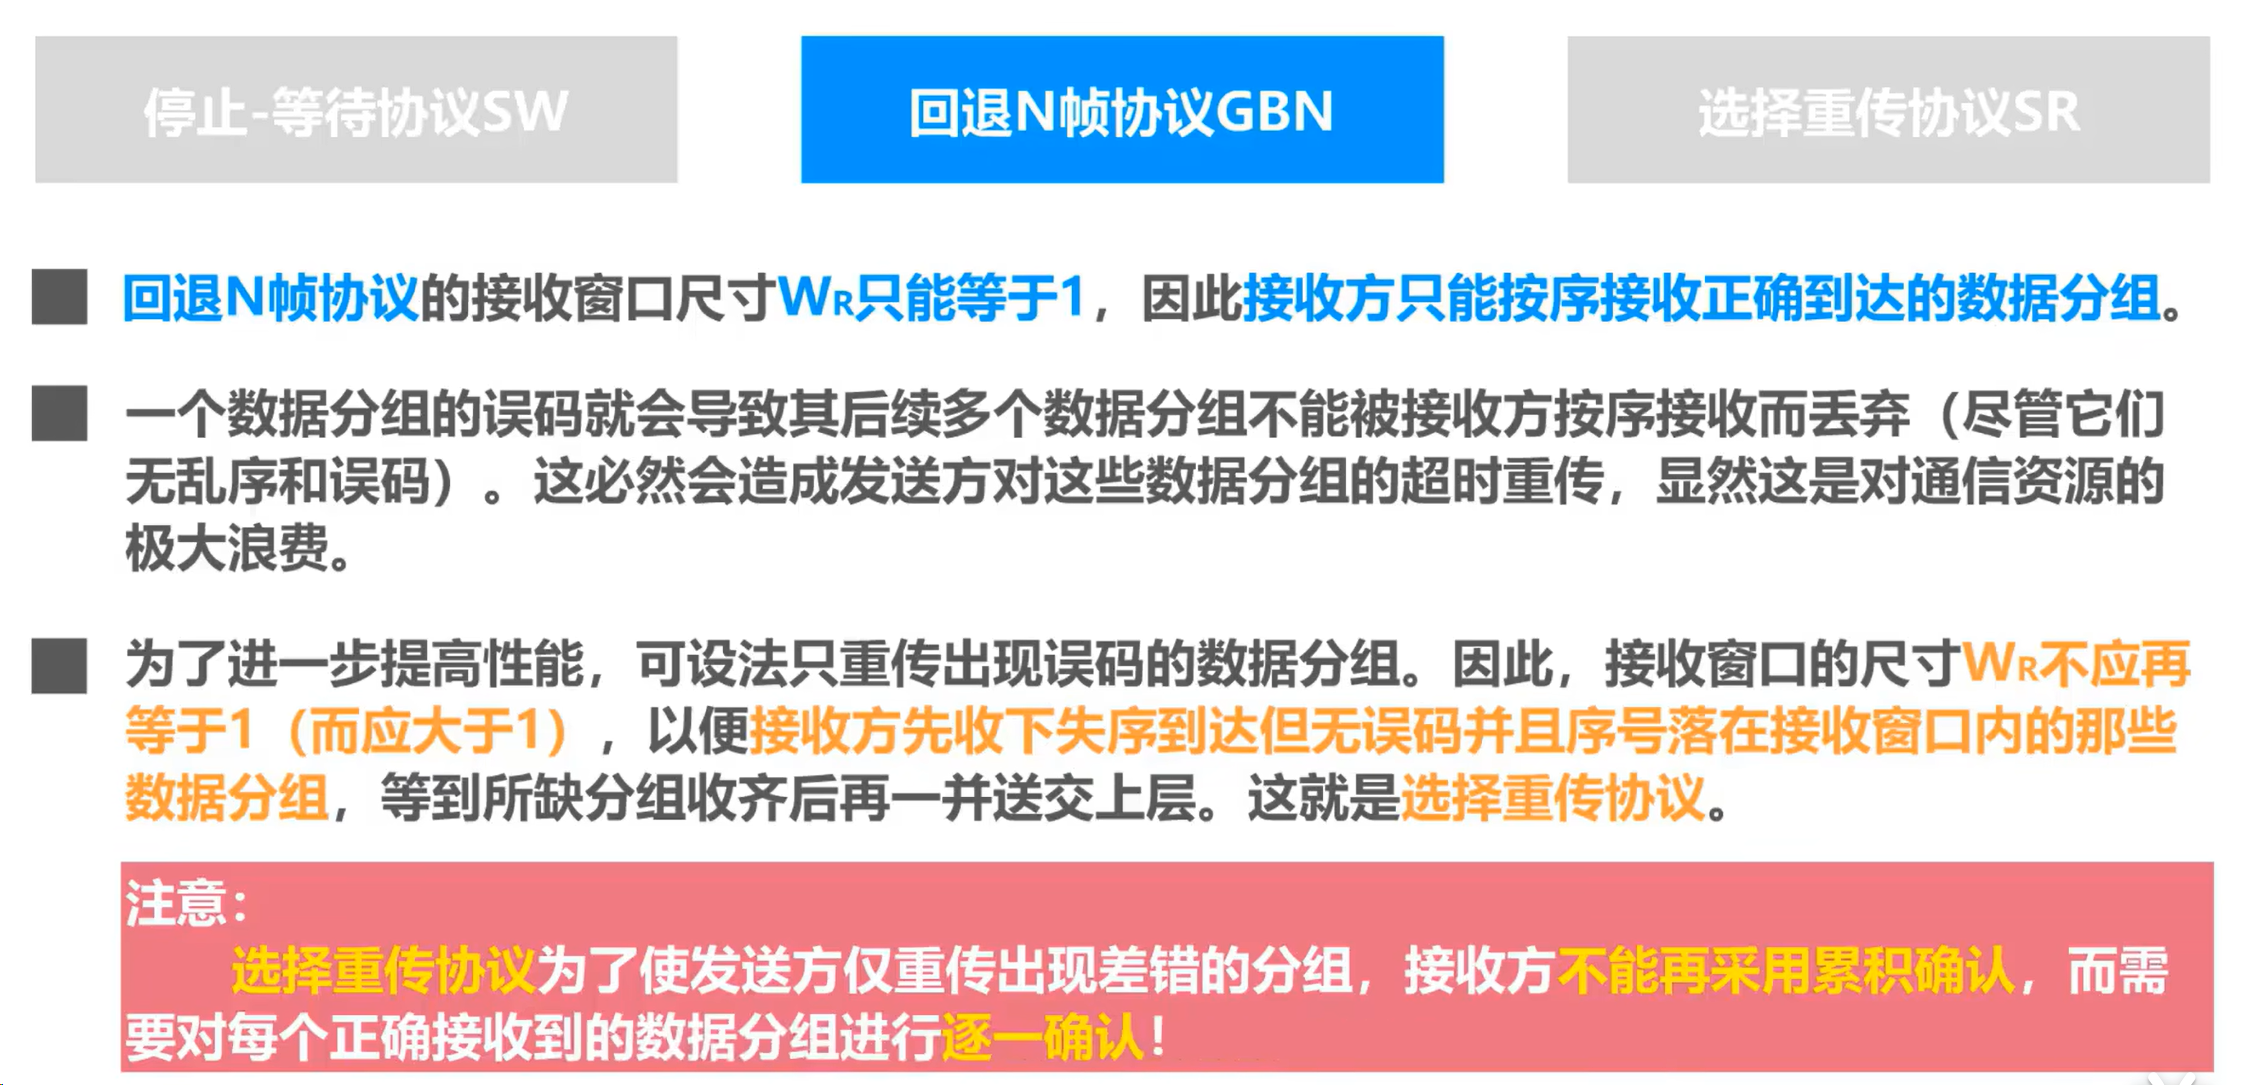 停止-等待协议SW
回退N帧协议GBN
选择重传协议SR
回退N帧协议的接收窗口尺寸WR只能等于1，因此接收方只能按序接收正确到达的数据分组。
一个数据分组的误码就会导致其后续多个数据分组不能被接收方按序接收而丢弃（尽管它们
无乱序和误码）。这必然会造成发送方对这些数据分组的超时重传，显然这是对通信资源的
极大浪费。
为了进一步提高性能，可设法只重传出现误码的数据分组。因此，接收窗口的尺寸WR不应再
等于1（而应大于1），以便接收方先收下失序到达但无误码并且序号落在接收窗口内的那些
数据分组，等到所缺分组收齐后再一并送交上层。这就是选择重传协议。
注意：
选择重传协议为了使发送方仅重传出现差错的分组，接收方不能再采用累积确认，而需
要对每个正确接收到的数据分组进行逐一确认！